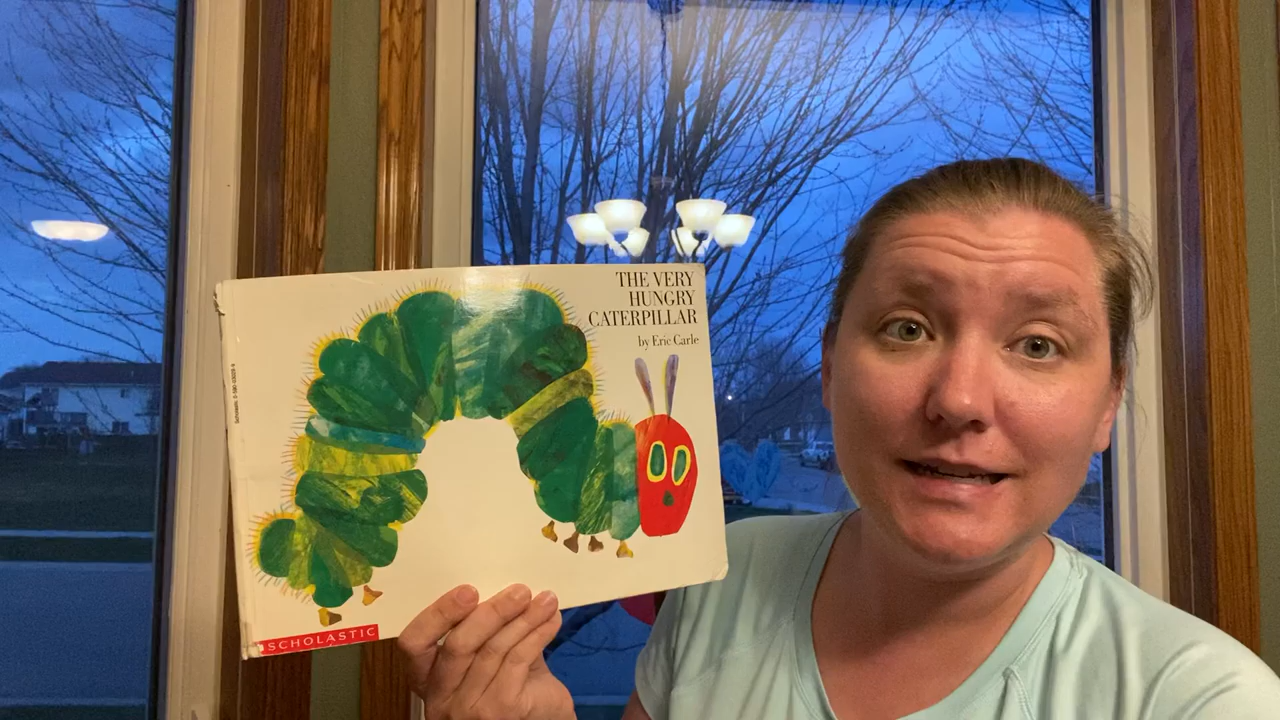 THE VERY
HUNGRY
CATERPILLAR
by Eric Carle
SCHOLASTIC